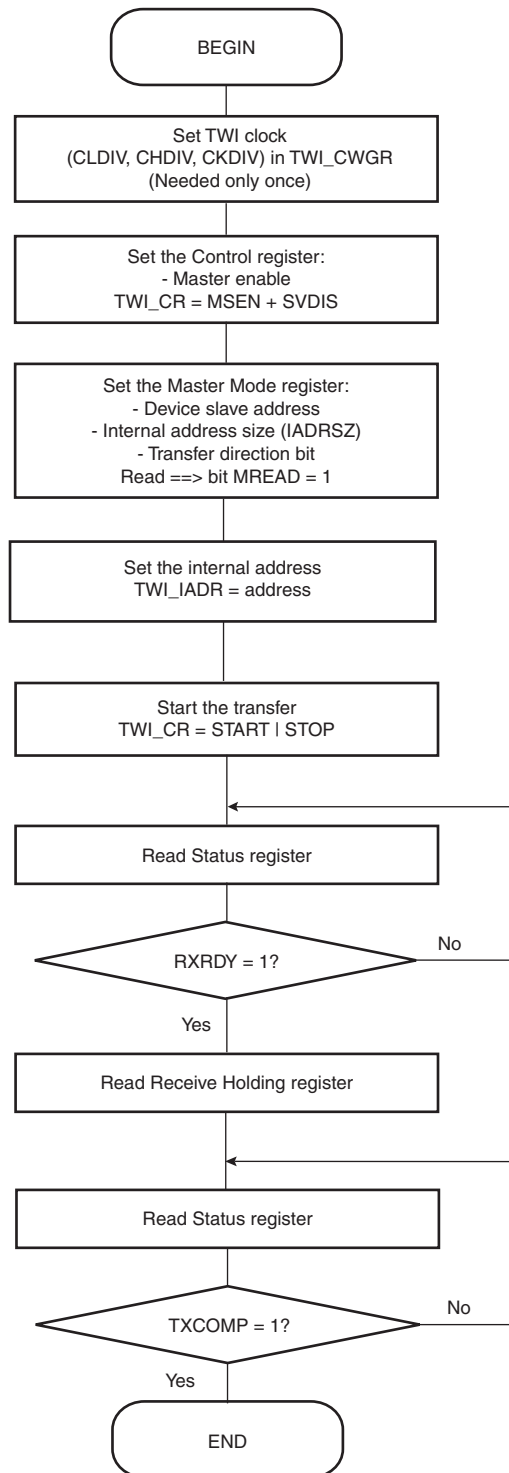 BEGIN
Set TWI clock
(CLDIV, CHDIV, CKDIV) in TWI_CWGR
(Needed only once)
Set the Control register:
- Master enable
TWI_CR = MSEN + SVDIS
Set the Master Mode register:
- Device slave address
- Internal address size (IADRSZ)
- Transfer direction bit
Read ==> bit MREAD = 1
Set the internal address
TWI_IADR = address
Start the transfer
TWI_CR = START | STOP
Read Status register
RXRDY = 1?
No
Yes
Read Receive Holding register
Read Status register
TXCOMP = 1?
No
Yes
END